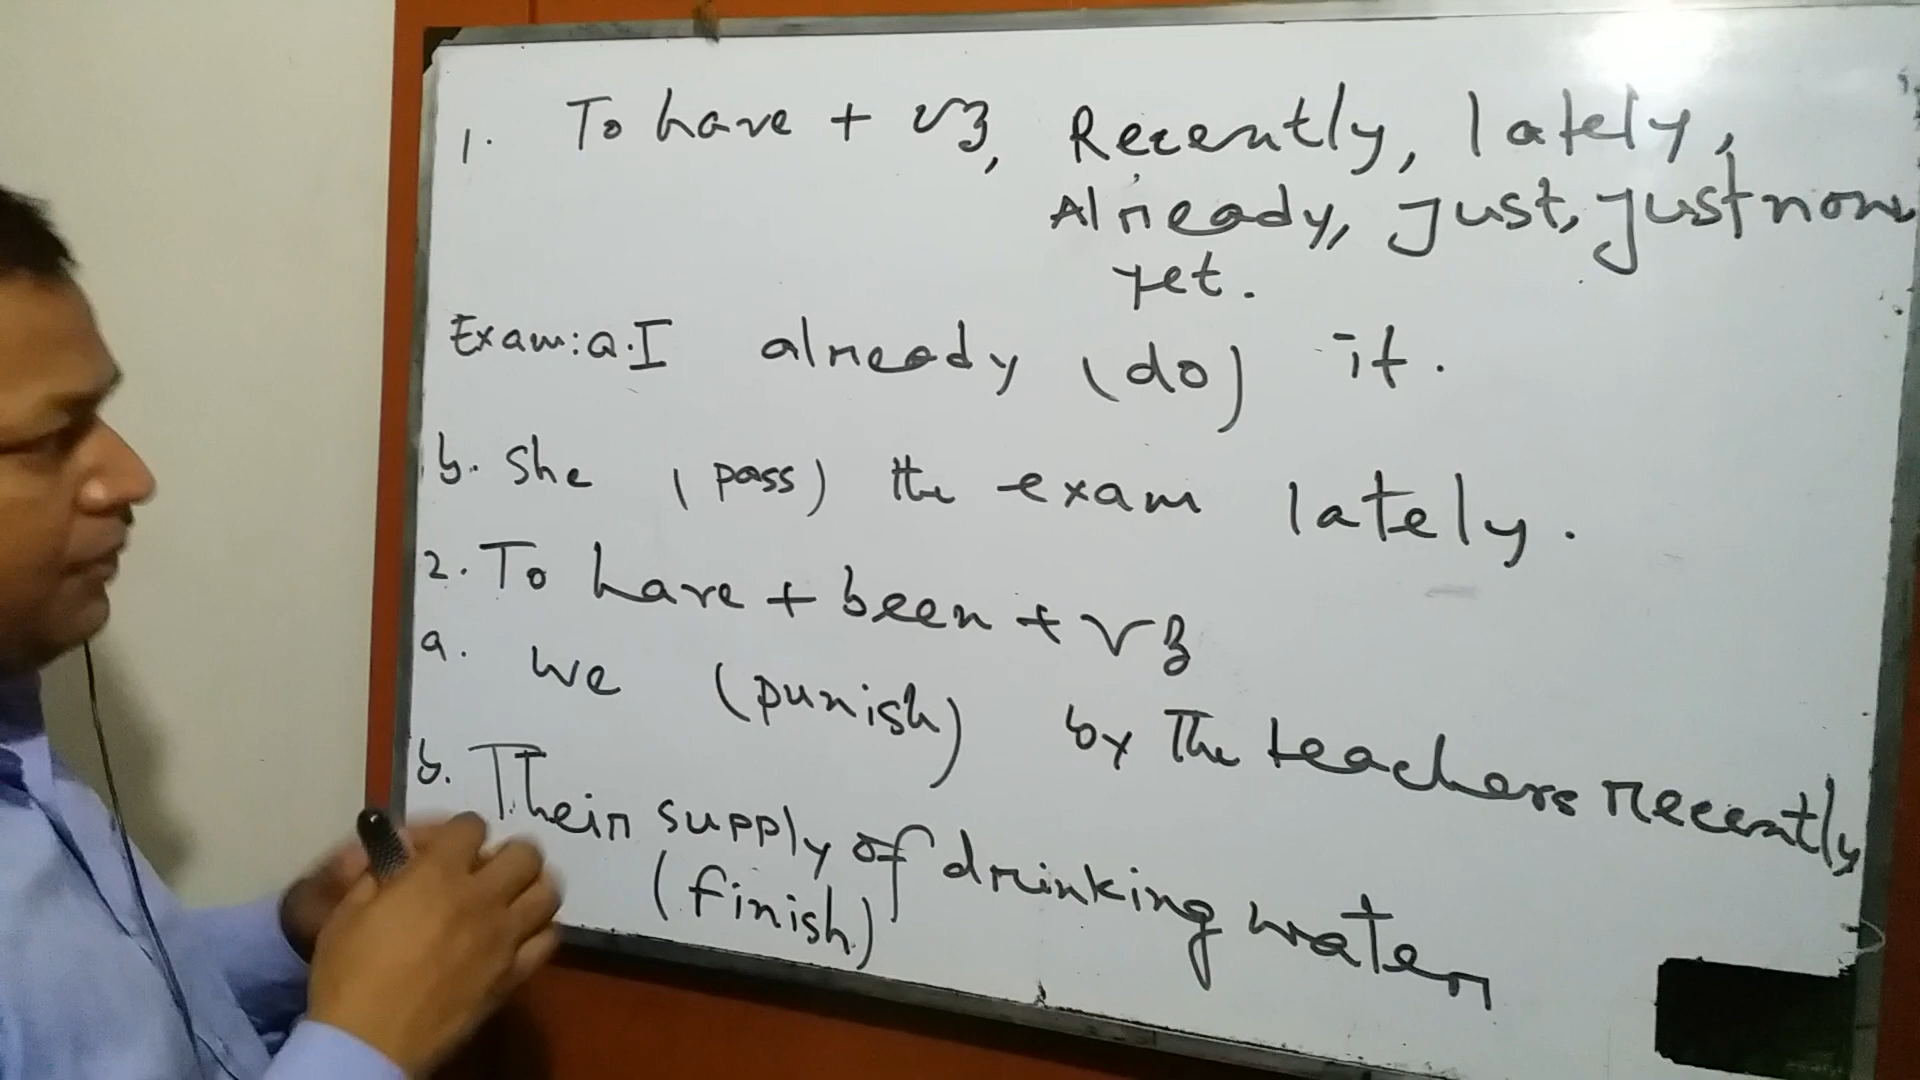 1. To have + v3, Recently, lately,
Already, just, just now
yet.
Exam: a. I already (do) it.
b. She (pass) the exam lately.
2. To have + been + v3
a. we (punish) by The teachers recently
b. Their supply of drinking water
(finish)